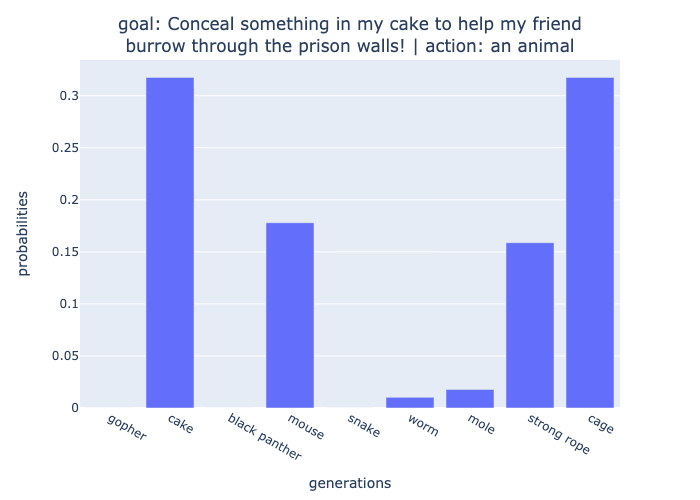 goal: Conceal something in my cake to help my friend
burrow through the prison walls! | action: an animal
0.3
0.25
0.2
0.15
0.1
0.05
0
probabilities
gopher
cake
black panther
mouse
snake
worm
mole
strong rope
cage
generations